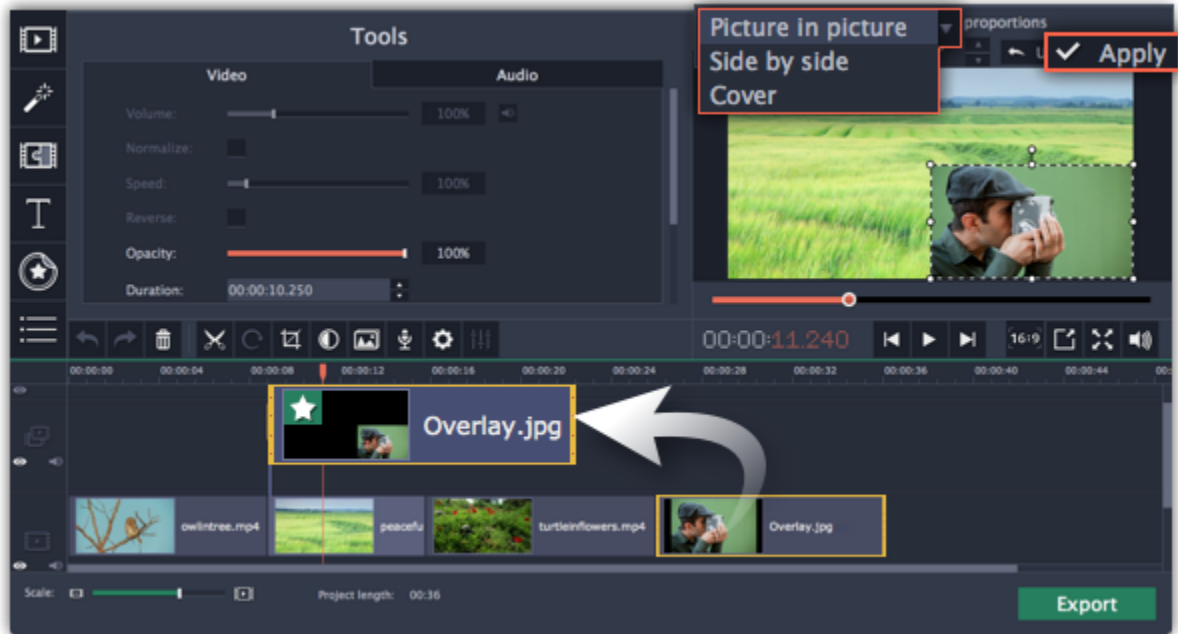 Tools
Video
Audio
Volume:
100%
Normalize:
Speed:
100%
Reverse:
Opacity:
100%
Duration:
00:00:10.250
Picture in picture
Side by side
Cover
proportions
U
Apply
00:00:11.240
16:9
T
00:00:00 00:00:04 00:00:08 00:00:12 00:00:16 00:00:20 00:00:24 00:00:28 00:00:32 00:00:36 00:00:40 00:00:44 00:
Overlay.jpg
owlintree.mp4
peacefu
turtleinflowers.mp4
Overlay.jpg
Scale:
Project length: 00:36
Export